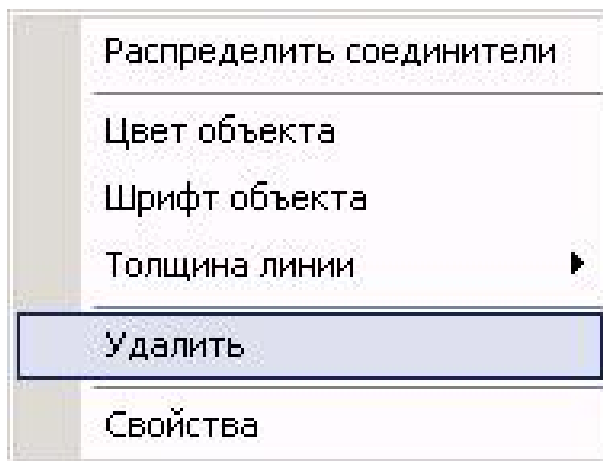 Распределить соединители
Цвет объекта
Шрифт объекта
Толщина линии
Удалить
Свойства